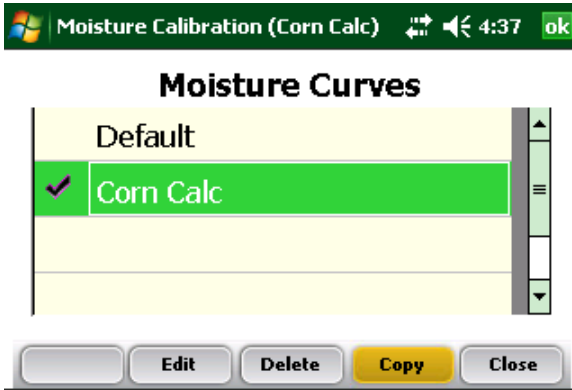 Moisture Calibration (Corn Calc) 4:37 ok
Moisture Curves
Default
Corn Calc
Edit Delete Copy Close